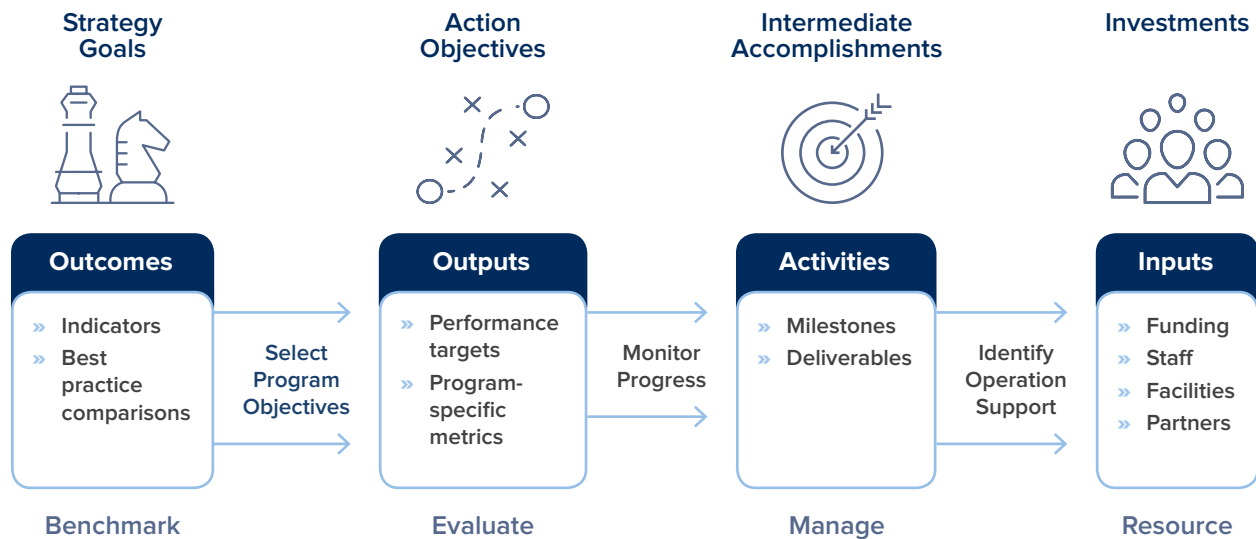 Strategy
Goals
Action
Objectives
Intermediate
Accomplishments
Investments
Outcomes
» Indicators
» Best
practice
comparisons
Select
Program
Objectives
Outputs
» Performance
targets
» Program-
specific
metrics
Monitor
Progress
Activities
» Milestones
» Deliverables
Identify
Operation
Support
Inputs
» Funding
» Staff
» Facilities
» Partners
Benchmark
Evaluate
Manage
Resource